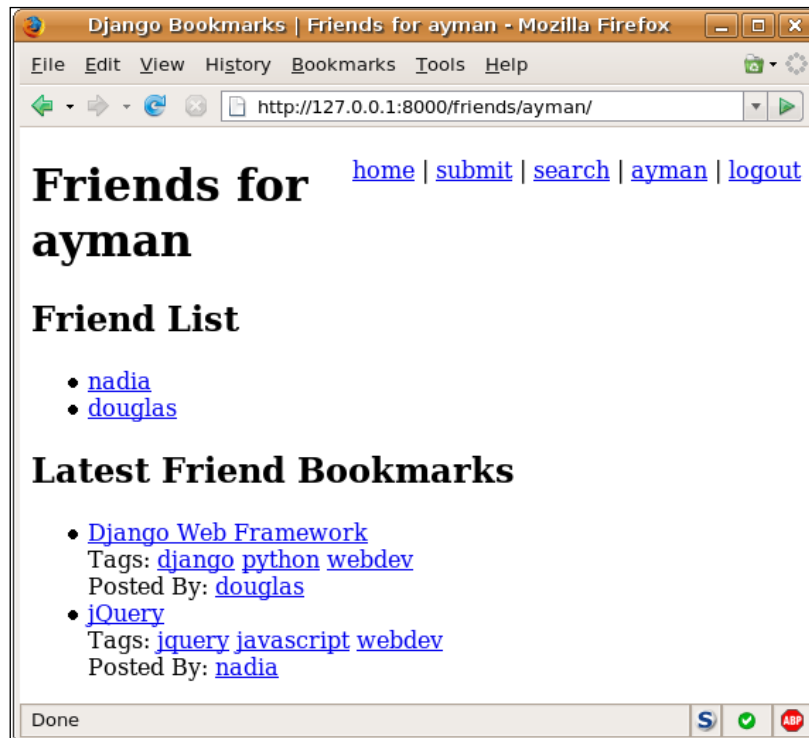 Django Bookmarks | Friends for ayman - Mozilla Firefox
File Edit View History Bookmarks Tools Help
http://127.0.0.1:8000/friends/ayman/
home | submit | search | ayman | logout
Friends for
ayman
Friend List
nadia
douglas
Latest Friend Bookmarks
Django Web Framework
Tags: django python webdev
Posted By: douglas
jQuery
Tags: jquery javascript webdev
Posted By: nadia
Done S ABP